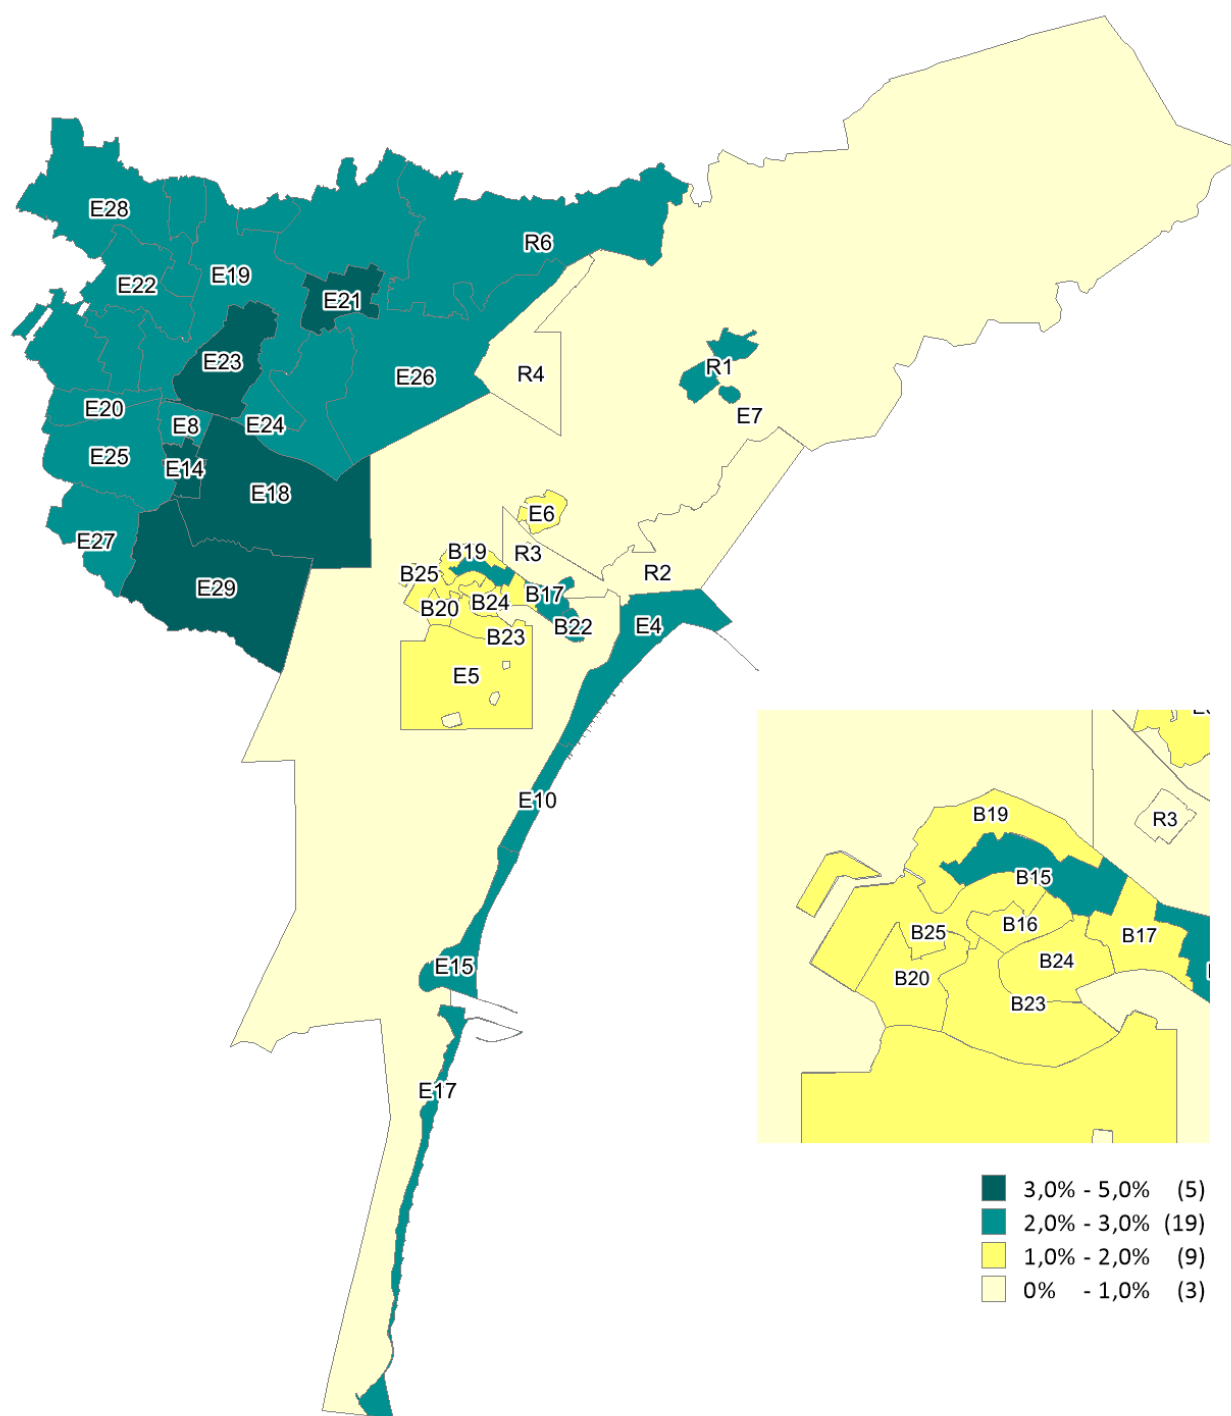 E28
R6
E19
E22
E21
E23
R1
R4
E26
E7
E20
E24
E8
E25
E14
E18
E6
E27
B19
R3
B25
R2
E29
B17
B24
B20
B22
E4
B23
E5
E10
E15
E17
B19
R3
B15
B16
B25
B17
B24
B20
B23
3,0% - 5,0% (5)
2,0% - 3,0% (19)
1,0% - 2,0% (9)
0% - 1,0% (3)